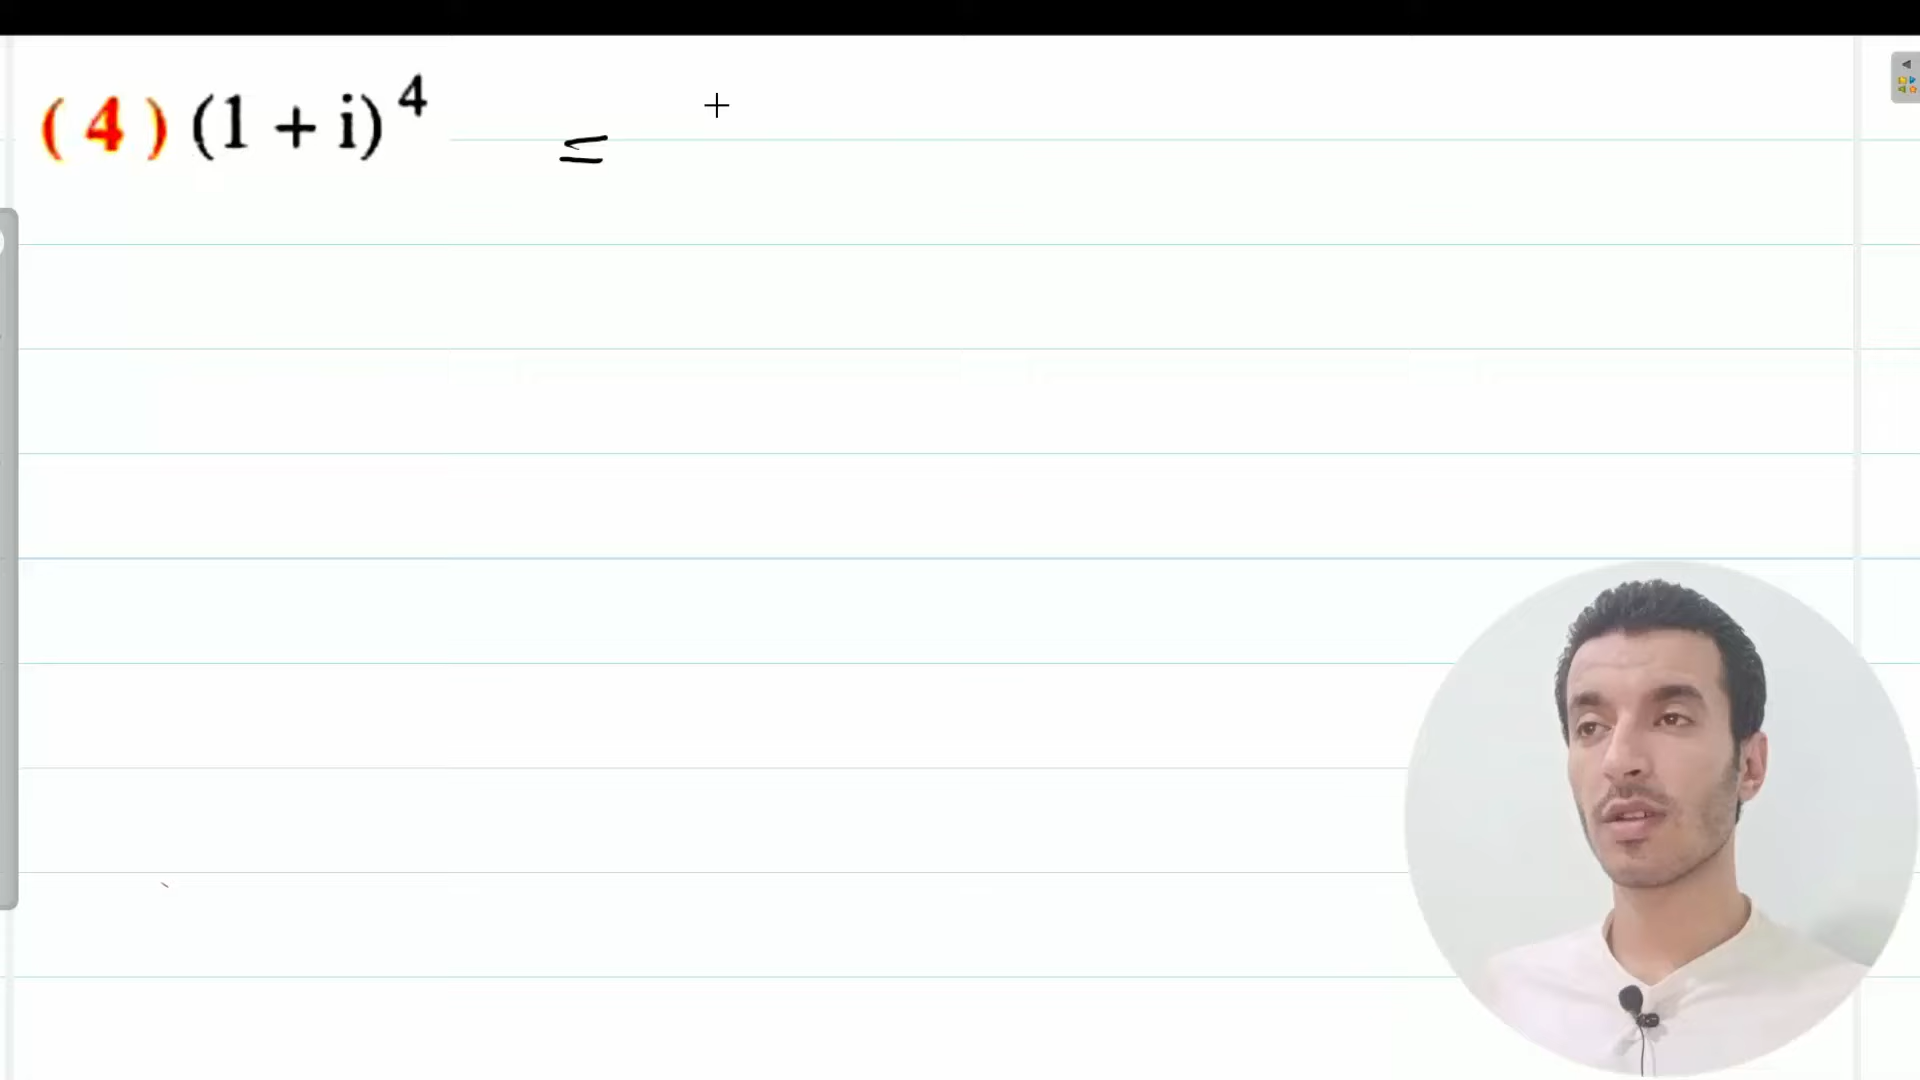 ( 4 ) (1 + i)⁴ =